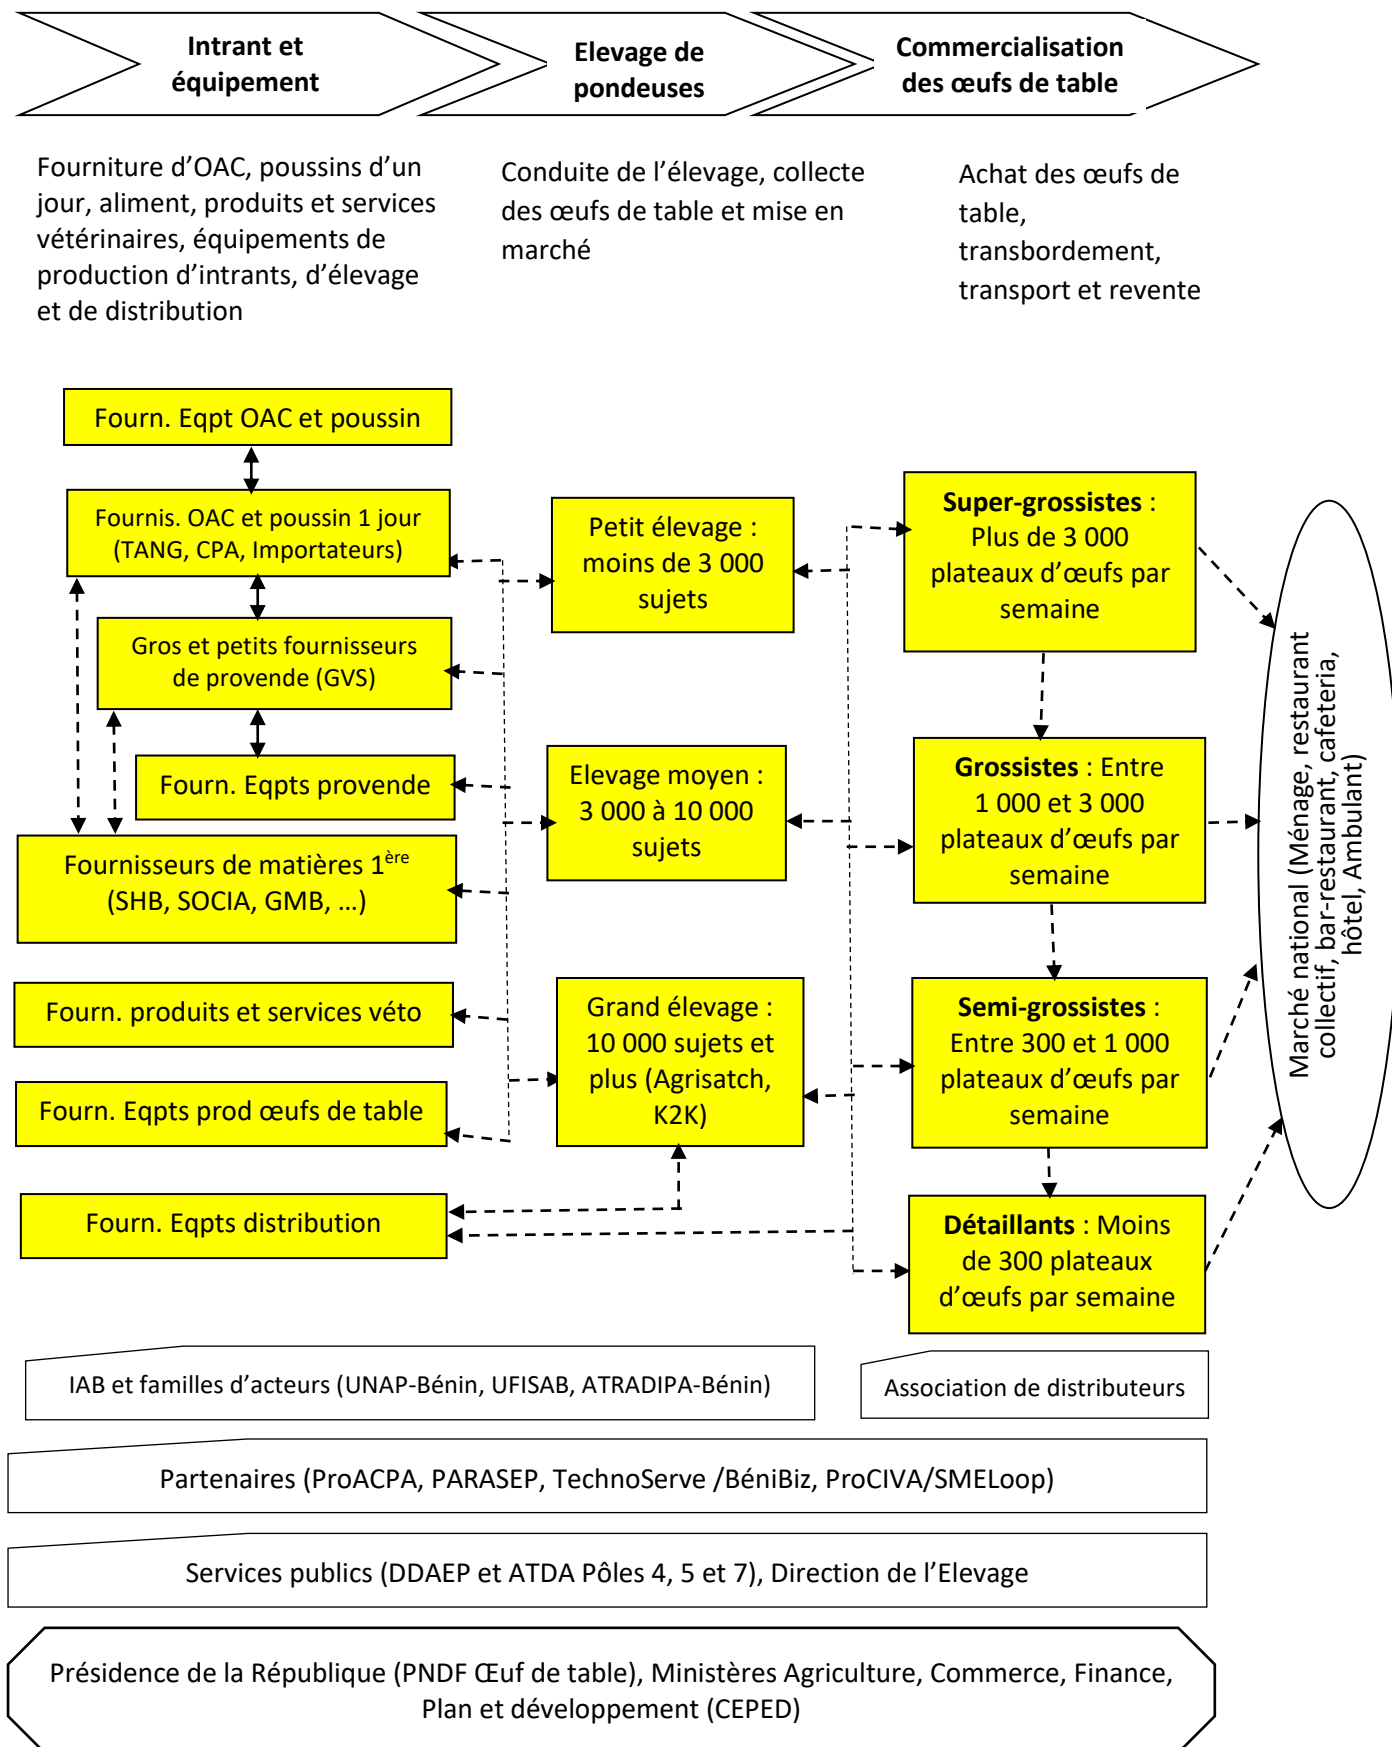 Intrant et
équipement
Elevage de
pondeuses
Commercialisation
des œufs de table
Fourniture d’OAC, poussins d’un
jour, aliment, produits et services
vétérinaires, équipements de
production d’intrants, d’élevage
et de distribution
Conduite de l’élevage, collecte
des œufs de table et mise en
marché
Achat des œufs de
table,
transbordement,
transport et revente
Fourn. Eqpt OAC et poussin
Fournis. OAC et poussin 1 jour
(TANG, CPA, Importateurs)
Gros et petits fournisseurs
de provende (GVS)
Fourn. Eqpts provende
Fournisseurs de matières 1ère
(SHB, SOCIA, GMB, …)
Fourn. produits et services véto
Fourn. Eqpts prod œufs de table
Fourn. Eqpts distribution
Petit élevage :
moins de 3 000
sujets
Elevage moyen :
3 000 à 10 000
sujets
Grand élevage :
10 000 sujets et
plus (Agrisatch,
K2K)
Super-grossistes :
Plus de 3 000
plateaux d’œufs par
semaine
Grossistes : Entre
1 000 et 3 000
plateaux d’œufs par
semaine
Semi-grossistes :
Entre 300 et 1 000
plateaux d’œufs par
semaine
Détaillants : Moins
de 300 plateaux
d’œufs par semaine
Marché national (Ménage, restaurant
collectif, bar-restaurant, cafeteria,
hôtel, Ambulant)
IAB et familles d’acteurs (UNAP-Bénin, UFISAB, ATRADIPA-Bénin)
Association de distributeurs
Partenaires (ProACPA, PARASEP, TechnoServe /BéniBiz, ProCIVA/SMELoop)
Services publics (DDAEP et ATDA Pôles 4, 5 et 7), Direction de l’Elevage
Présidence de la République (PNDF Œuf de table), Ministères Agriculture, Commerce, Finance,
Plan et développement (CEPED)